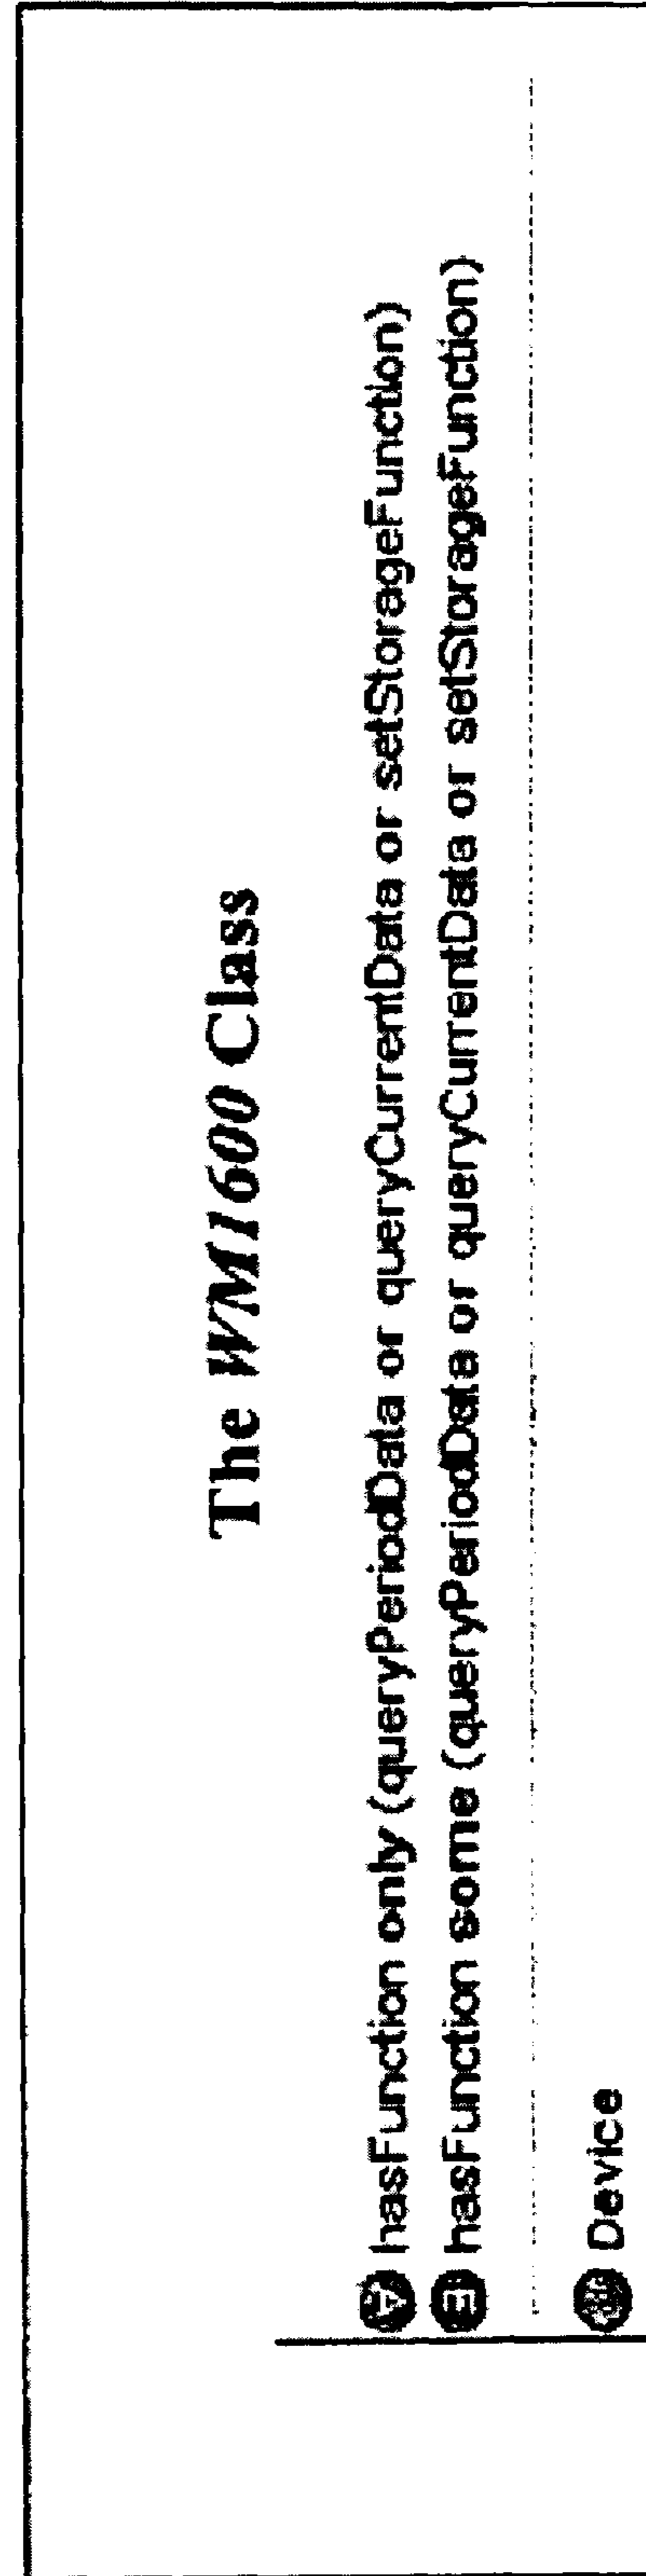 The WM1600 Class
∀ hasFunction only (queryPeriodData or queryCurrentData or setStorageFunction)
∃ hasFunction some (queryPeriodData or queryCurrentData or setStorageFunction)
Device